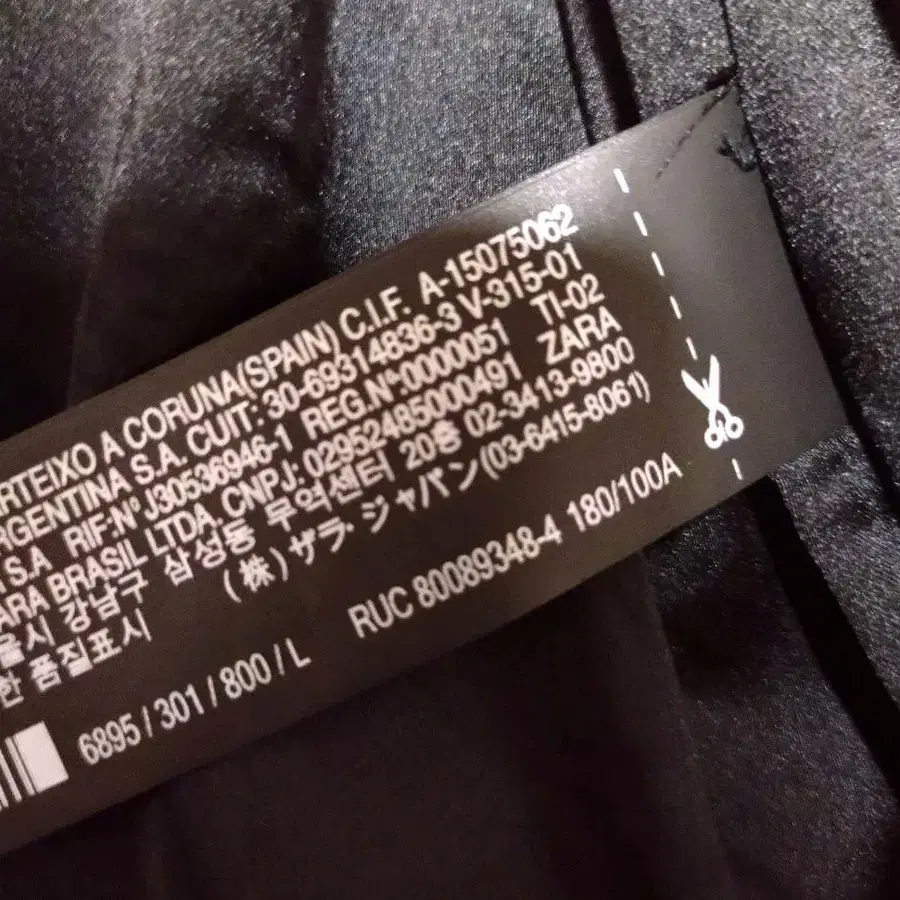 ARTEIXO A CORUNA(SPAIN) C.I.F. A-15075062
ARGENTINA S.A. CUIT: 30-69314836-3 V-315-01
S.A RIF:Nº J30536946-1 REG.Nº:0000051 TI-02
ZARA BRASIL LTDA. CNPJ: 02952485000491 ZARA
울시 강남구 삼성동 무역센터 20층 02-3413-9800
한 품질표시 (株)ザラ・ジャパン(03-6415-8061)
RUC 80089348-4 180/100A
6895/301/800/L